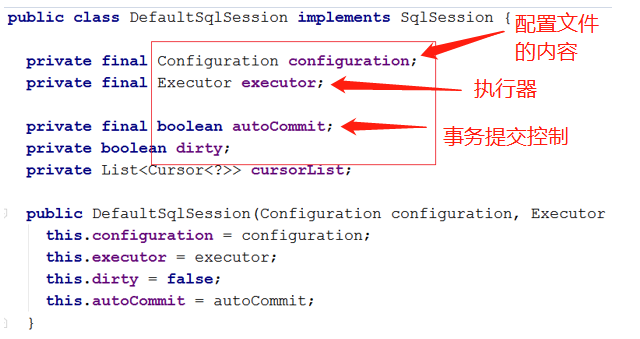 public class DefaultSqlSession implements SqlSession {
配置文件
的内容
private final Configuration configuration;
private final Executor executor;
执行器
private final boolean autoCommit;
事务提交控制
private boolean dirty;
private List<Cursor<?>> cursorList;
public DefaultSqlSession(Configuration configuration, Executor
this.configuration = configuration;
this.executor = executor;
this.dirty = false;
this.autoCommit = autoCommit;
}